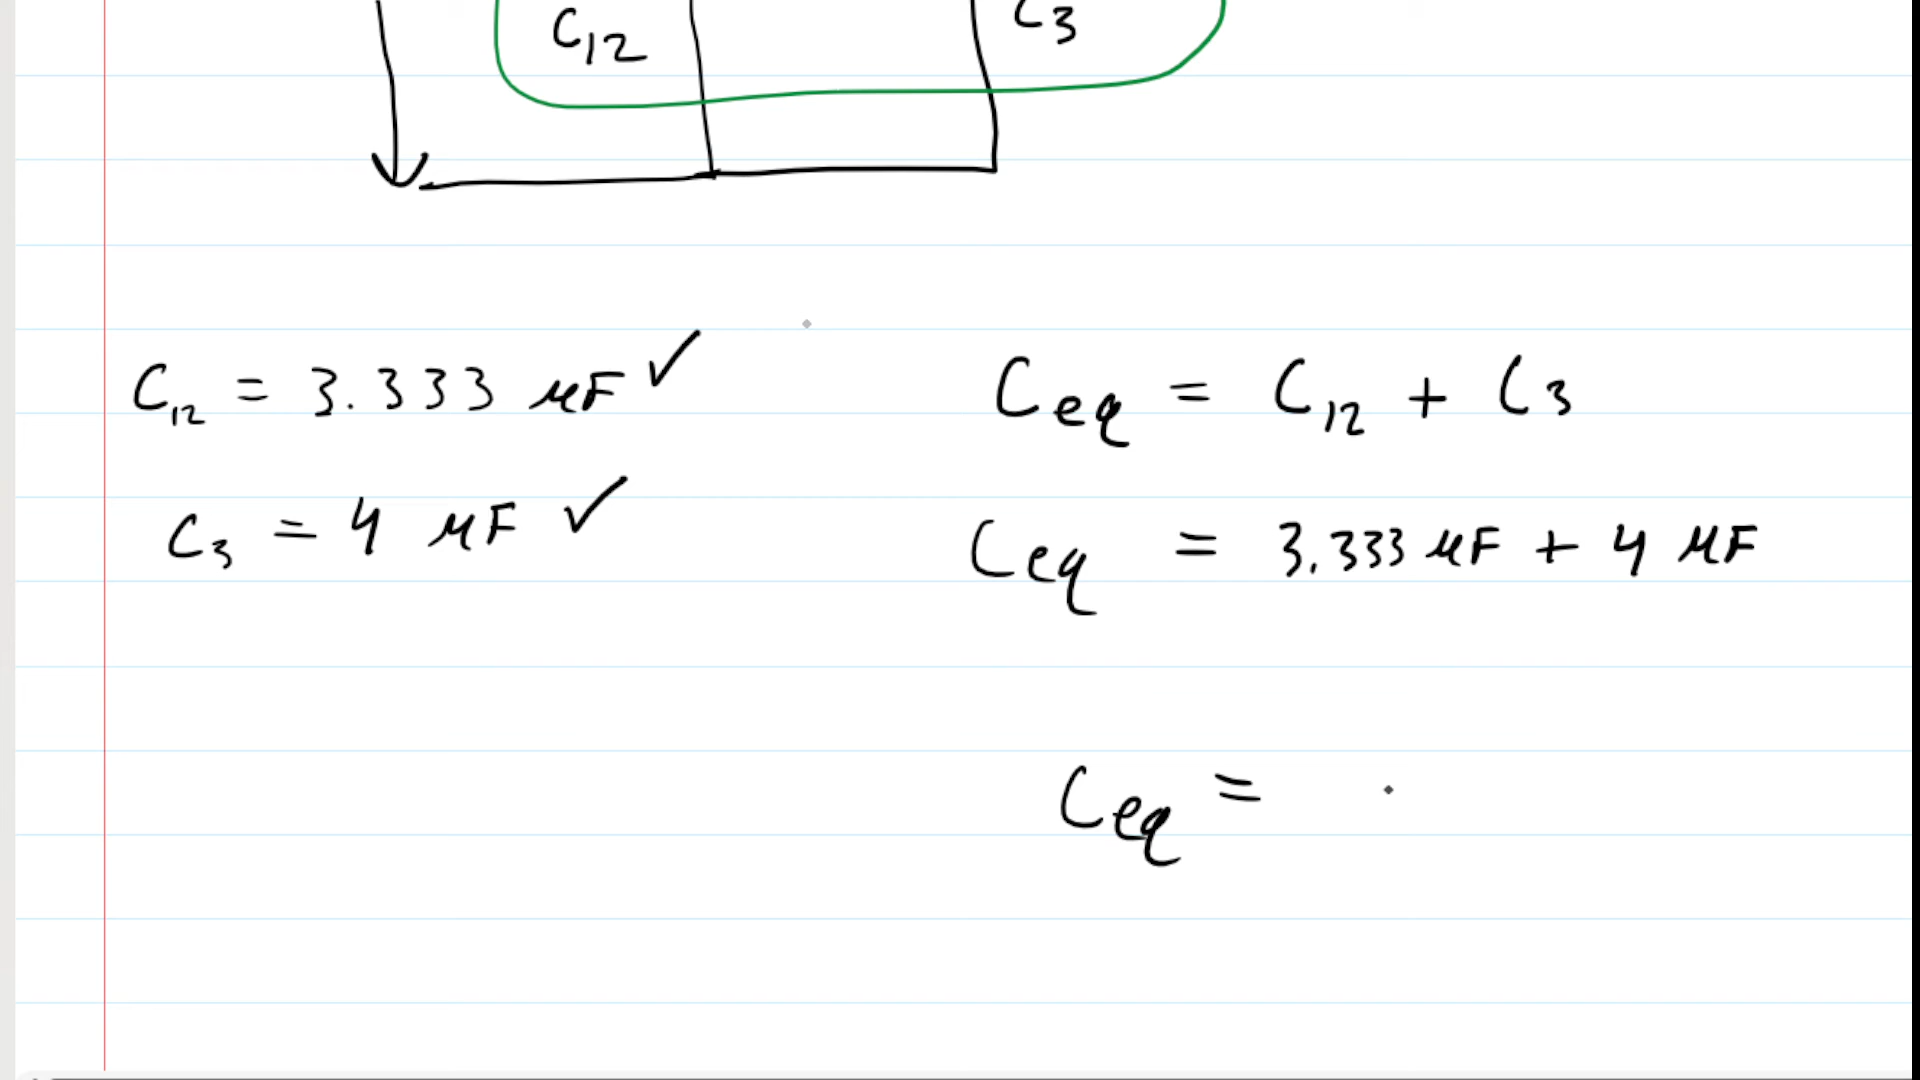 C12 C3
C12 = 3.333 μF ✓
C3 = 4 μF ✓
Ceq = C12 + C3
Ceq = 3.333 μF + 4 μF
Ceq =